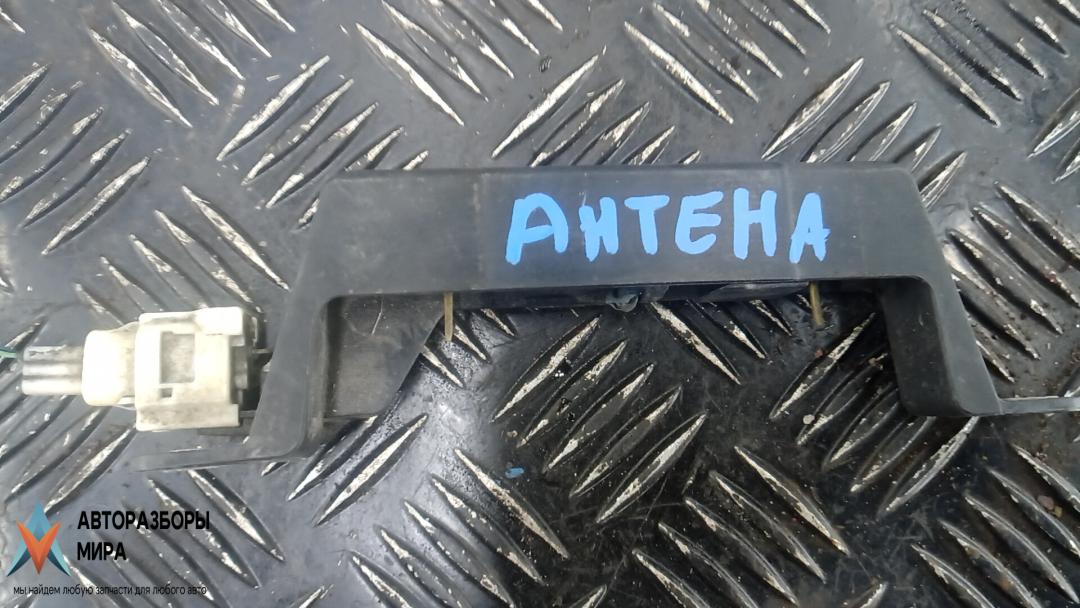 АНТЕНА
АВТОРАЗБОРЫ
МИРА
мы найдем любую запчасти для любого авто